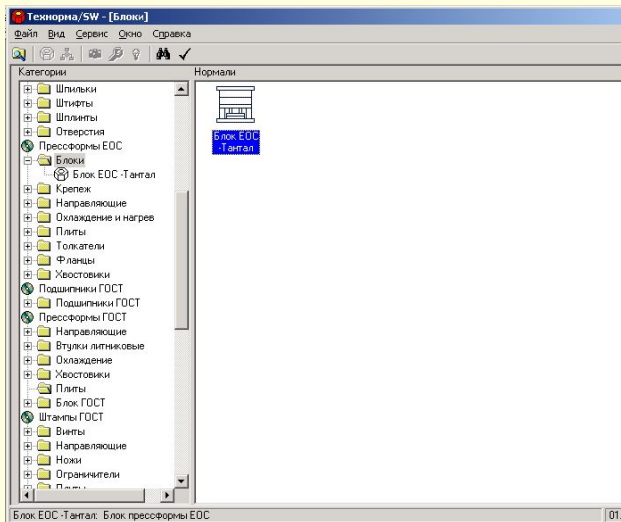 Технорма/SW - [Блоки]
Файл Вид Сервис Окно Справка
Категории
Нормали
Шпильки
Штифты
Шплинты
Отверстия
Прессформы ЕОС
Блоки
Блок ЕОС -Тантал
Крепеж
Направляющие
Охлаждение и нагрев
Плиты
Толкатели
Фланцы
Хвостовики
Подшипники ГОСТ
Подшипники ГОСТ
Прессформы ГОСТ
Направляющие
Втулки литниковые
Охлаждение
Хвостовики
Плиты
Блок ГОСТ
Штампы ГОСТ
Винты
Направляющие
Ножи
Ограничители
Плиты
Блок ЕОС
-Тантал
Блок ЕОС -Тантал: Блок прессформы ЕОС
01.